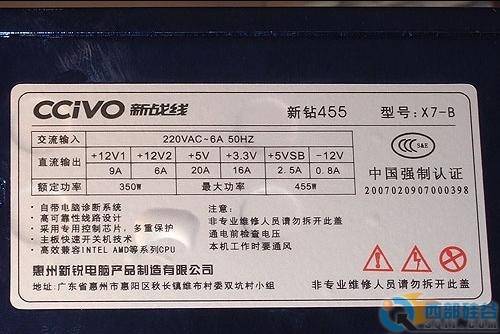 CCiVO 新战线 新钻455 型号: X7-B
交流输入 220VAC~6A 50HZ
直流输出 +12V1 +12V2 +5V +3.3V +5VSB -12V
9A 6A 20A 16A 2.5A 0.8A
额定功率 350W 最大功率 455W
CCC S&E
中国强制认证
2007020907000398
自带电脑诊断系统
高可靠性线路设计
采用专用控制芯片，多重保护
主板快速开关机技术
高效兼容INTEL AMD等系列CPU
注意:
非专业维修人员请勿拆开此盖
通电前检查电压
本机工作时要通风
惠州新锐电脑产品制造有限公司
地址:广东省惠州市惠阳区秋长镇维布村委双坑村小组
非专业维修人员请勿拆开此盖
西部硅谷